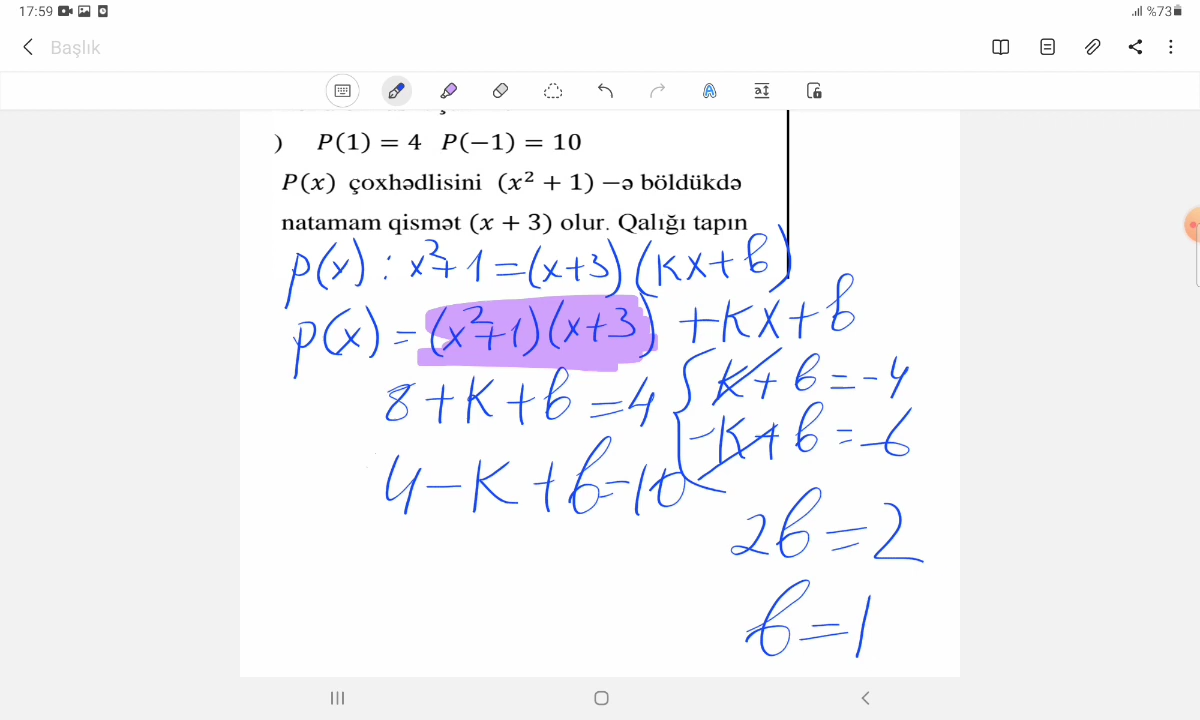 17:59 %73
Başlık
) P(1) = 4 P(−1) = 10
P(x) çoxhədlisini (x² + 1) −ə böldükdə
natamam qismət (x + 3) olur. Qalığı tapın
P(x) : x²+1=(x+3)(Kx+b)
P(x)=(x²+1)(x+3) +Kx+b
8+K+b=4
4-K+b=10
K+b=-4
-K+b=6
2b=2
b=1